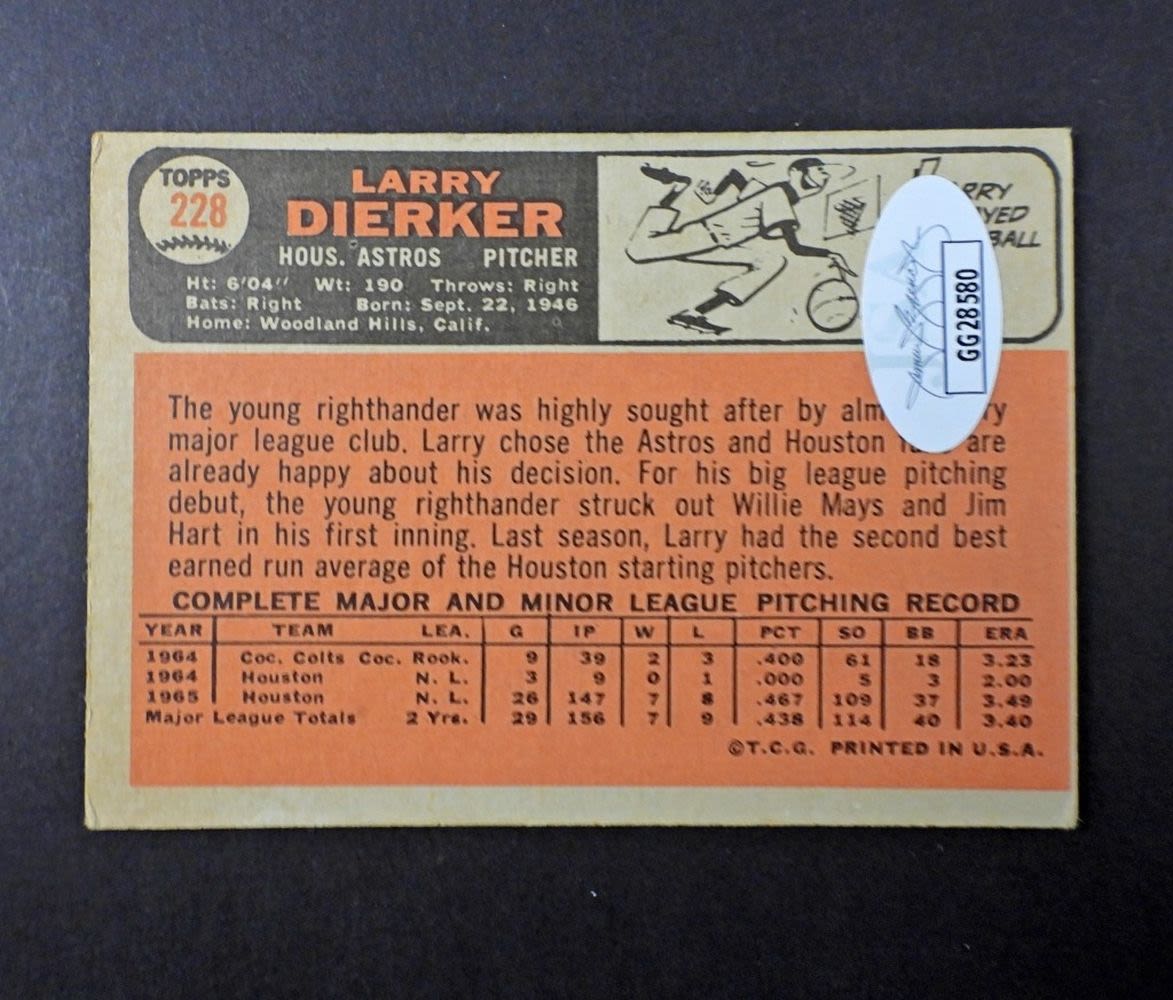 TOPPS
228
LARRY
DIERKER
HOUS. ASTROS PITCHER
Ht: 6'04" Wt: 190 Throws: Right
Bats: Right Born: Sept. 22, 1946
Home: Woodland Hills, Calif.
ARRY
YED
BALL
GG28580
The young righthander was highly sought after by alm ry
major league club. Larry chose the Astros and Houston are
already happy about his decision. For his big league pitching
debut, the young righthander struck out Willie Mays and Jim
Hart in his first inning. Last season, Larry had the second best
earned run average of the Houston starting pitchers.
COMPLETE MAJOR AND MINOR LEAGUE PITCHING RECORD
YEAR TEAM LEA. G IP W L PCT SO BB ERA
1964 Coc. Colts Coc. Rook. 9 39 2 3 .400 61 18 3.23
1964 Houston N. L. 3 9 0 1 .000 5 3 2.00
1965 Houston N. L. 26 147 7 8 .467 109 37 3.49
Major League Totals 2 Yrs. 29 156 7 9 .438 114 40 3.40
©T.C.G. PRINTED IN U.S.A.